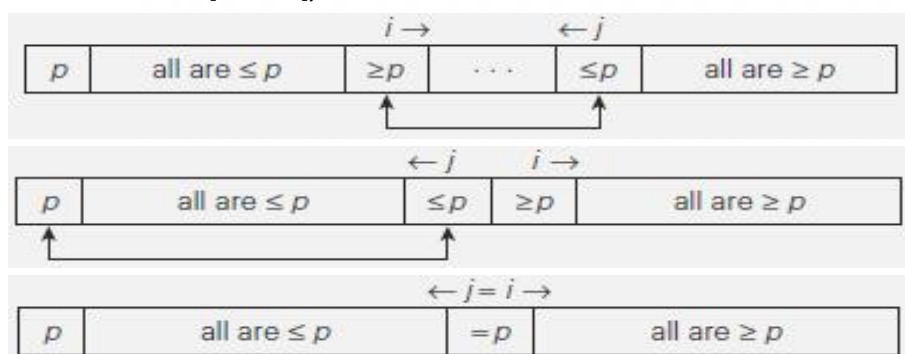 i → ← j
p all are ≤ p ≥p · · · ≤p all are ≥ p
← j i →
p all are ≤ p ≤p ≥p all are ≥ p
← j = i →
p all are ≤ p = p all are ≥ p